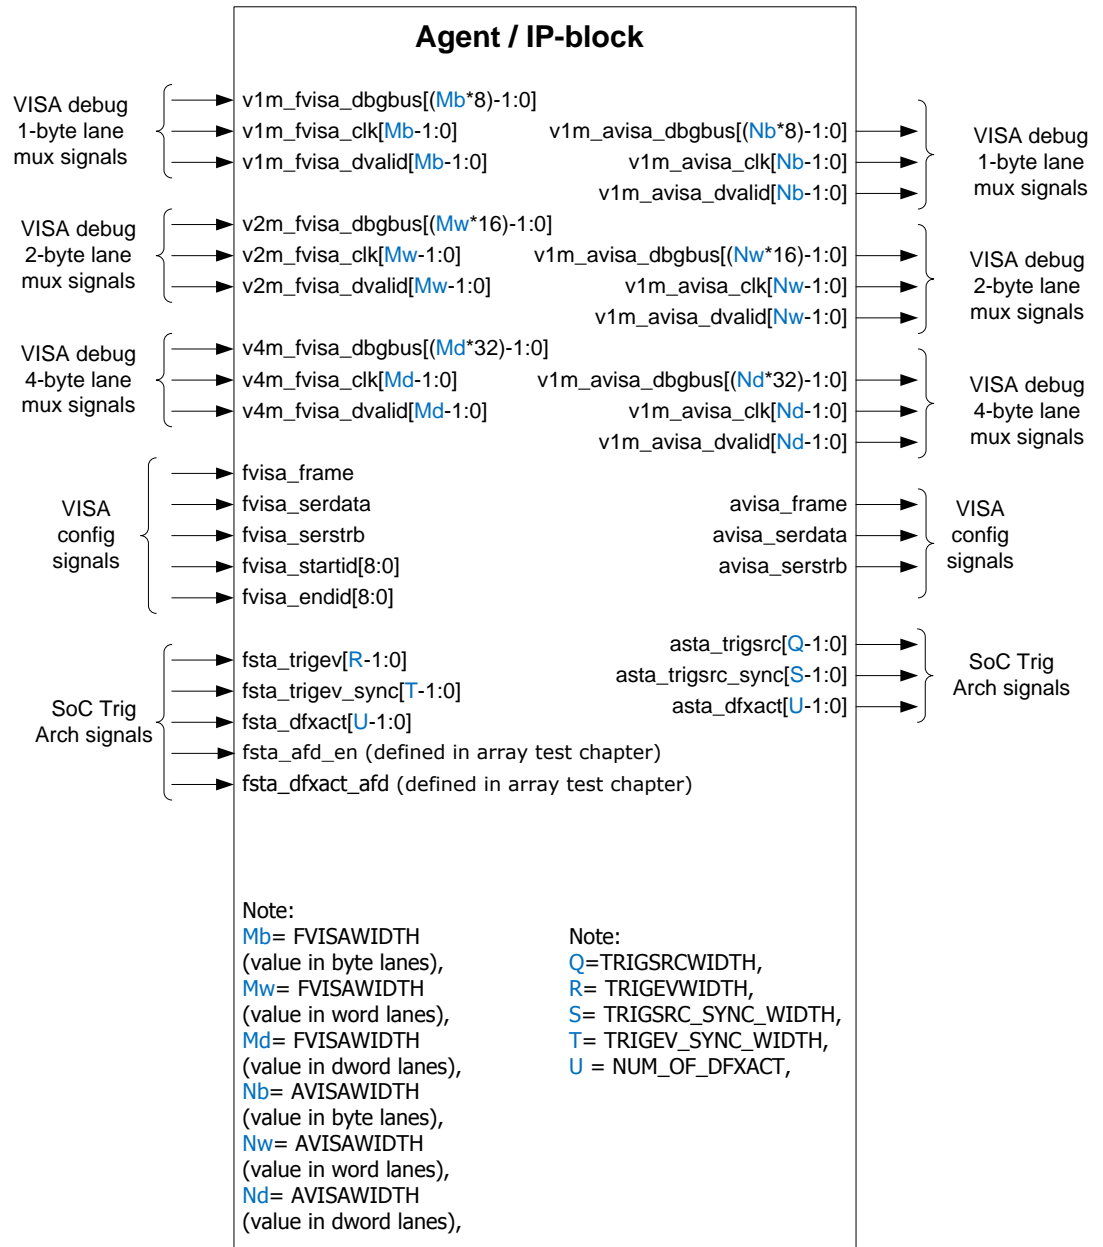 Agent / IP-block
VISA debug
1-byte lane
mux signals
v1m_fvisa_dbgbus[(Mb*8)-1:0]
v1m_fvisa_clk[Mb-1:0]
v1m_fvisa_dvalid[Mb-1:0]
v1m_avisa_dbgbus[(Nb*8)-1:0]
v1m_avisa_clk[Nb-1:0]
v1m_avisa_dvalid[Nb-1:0]
VISA debug
1-byte lane
mux signals
VISA debug
2-byte lane
mux signals
v2m_fvisa_dbgbus[(Mw*16)-1:0]
v2m_fvisa_clk[Mw-1:0]
v2m_fvisa_dvalid[Mw-1:0]
v1m_avisa_dbgbus[(Nw*16)-1:0]
v1m_avisa_clk[Nw-1:0]
v1m_avisa_dvalid[Nw-1:0]
VISA debug
2-byte lane
mux signals
VISA debug
4-byte lane
mux signals
v4m_fvisa_dbgbus[(Md*32)-1:0]
v4m_fvisa_clk[Md-1:0]
v4m_fvisa_dvalid[Md-1:0]
v1m_avisa_dbgbus[(Nd*32)-1:0]
v1m_avisa_clk[Nd-1:0]
v1m_avisa_dvalid[Nd-1:0]
VISA debug
4-byte lane
mux signals
VISA
config
signals
fvisa_frame
fvisa_serdata
fvisa_serstrb
fvisa_startid[8:0]
fvisa_endid[8:0]
avisa_frame
avisa_serdata
avisa_serstrb
VISA
config
signals
SoC Trig
Arch signals
fsta_trigev[R-1:0]
fsta_trigev_sync[T-1:0]
fsta_dfxact[U-1:0]
fsta_afd_en (defined in array test chapter)
fsta_dfxact_afd (defined in array test chapter)
asta_trigsrc[Q-1:0]
asta_trigsrc_sync[S-1:0]
asta_dfxact[U-1:0]
SoC Trig
Arch signals
Note:
Mb= FVISAWIDTH
(value in byte lanes),
Mw= FVISAWIDTH
(value in word lanes),
Md= FVISAWIDTH
(value in dword lanes),
Nb= AVISAWIDTH
(value in byte lanes),
Nw= AVISAWIDTH
(value in word lanes),
Nd= AVISAWIDTH
(value in dword lanes),
Note:
Q=TRIGSRCWIDTH,
R= TRIGEVWIDTH,
S= TRIGSRC_SYNC_WIDTH,
T= TRIGEV_SYNC_WIDTH,
U = NUM_OF_DFXACT,